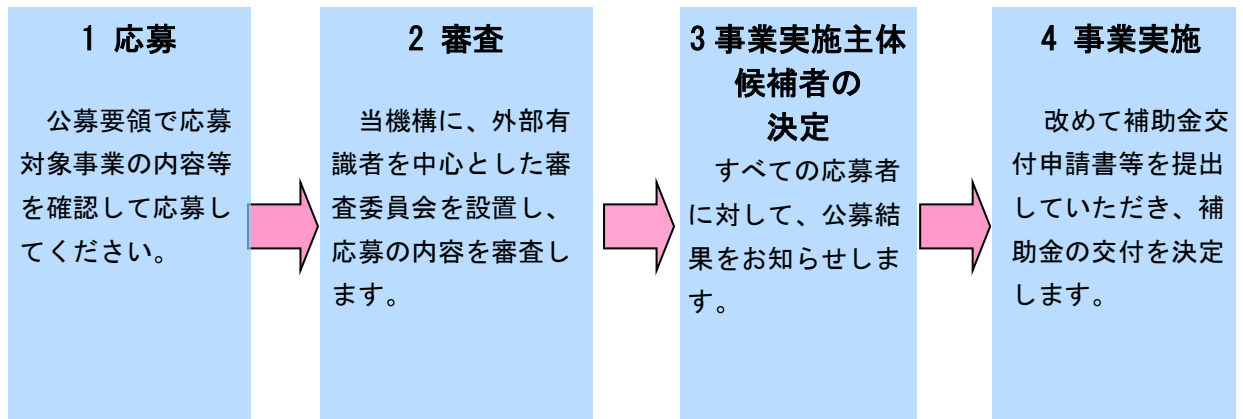 1 応募
公募要領で応募
対象事業の内容等
を確認して応募し
てください。
2 審査
当機構に、外部有
識者を中心とした審
査委員会を設置し、
応募の内容を審査し
ます。
3 事業実施主体
候補者の
決定
すべての応募者
に対して、公募結
果をお知らせしま
す。
4 事業実施
改めて補助金交
付申請書等を提出
していただき、補
助金の交付を決定
します。